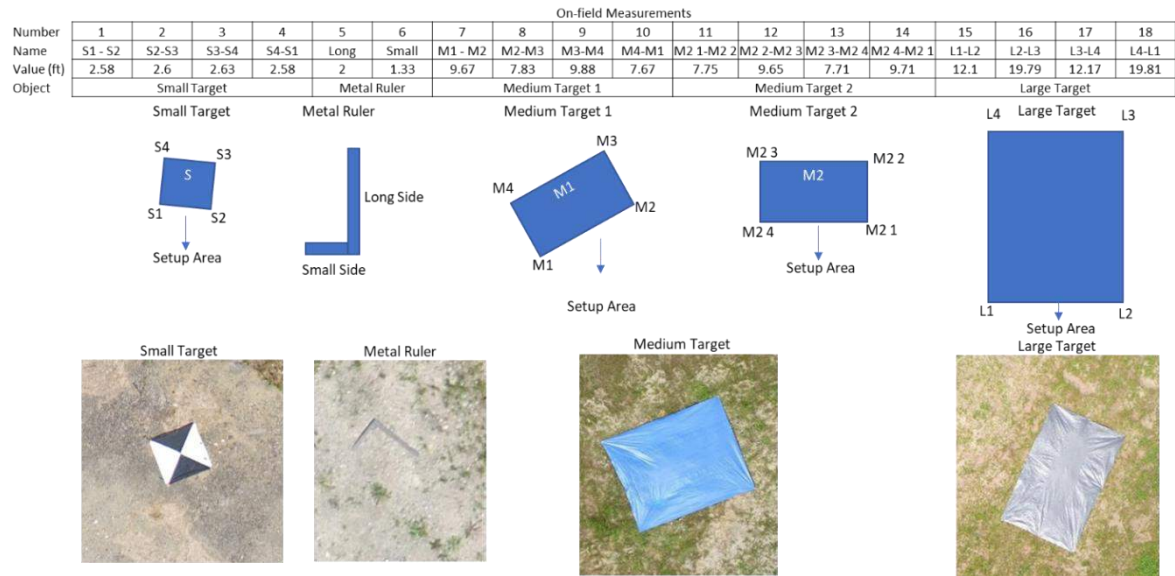 On-field Measurements
Number 1 2 3 4 5 6 7 8 9 10 11 12 13 14 15 16 17 18
Name S1 - S2 S2-S3 S3-S4 S4-S1 Long Small M1 - M2 M2-M3 M3-M4 M4-M1 M2 1-M2 2 M2 2-M2 3 M2 3-M2 4 M2 4-M2 1 L1-L2 L2-L3 L3-L4 L4-L1
Value (ft) 2.58 2.6 2.63 2.58 2 1.33 9.67 7.83 9.88 7.67 7.75 9.65 7.71 9.71 12.1 19.79 12.17 19.81
Object Small Target Metal Ruler Medium Target 1 Medium Target 2 Large Target
Small Target Metal Ruler Medium Target 1 Medium Target 2 Large Target
L4 L3
S4 S3 M3 M2 3 M2 2
S M1 M2
M4 Long Side
S1 S2 M2 M2 4 M2 1
Setup Area Small Side M1 Setup Area
Setup Area L1 L2
Setup Area
Small Target Metal Ruler Medium Target Large Target